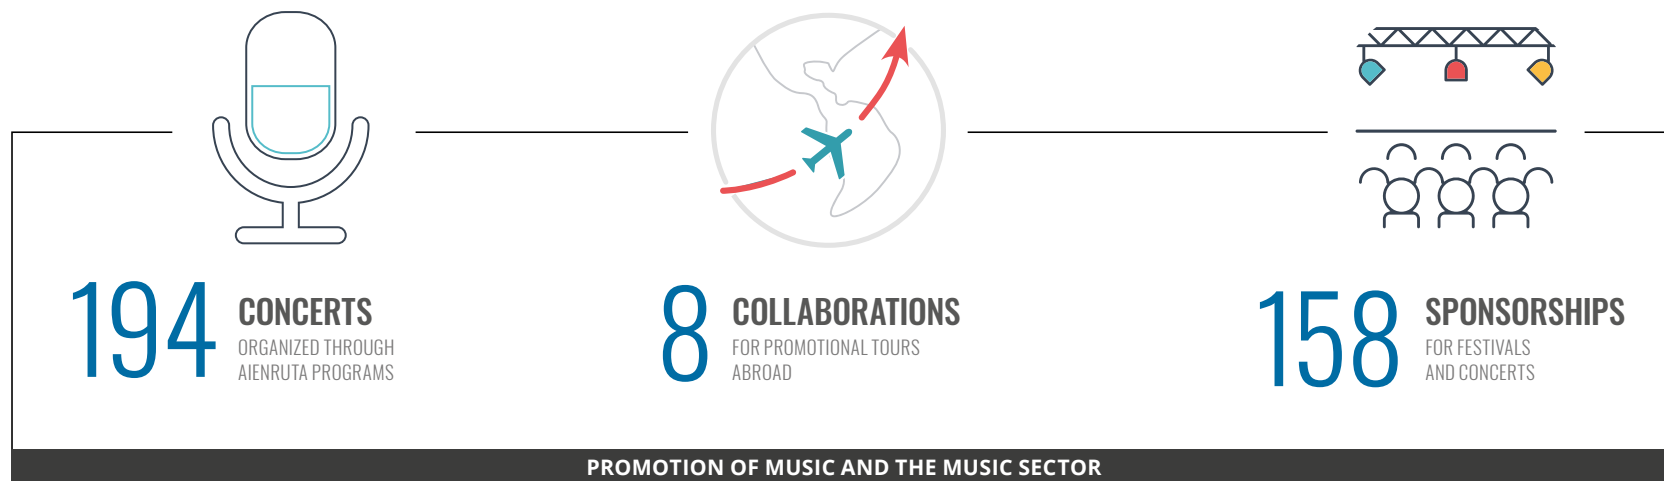 194
CONCERTS
ORGANIZED THROUGH
AIENRUTA PROGRAMS
8
COLLABORATIONS
FOR PROMOTIONAL TOURS
ABROAD
158
SPONSORSHIPS
FOR FESTIVALS
AND CONCERTS
PROMOTION OF MUSIC AND THE MUSIC SECTOR